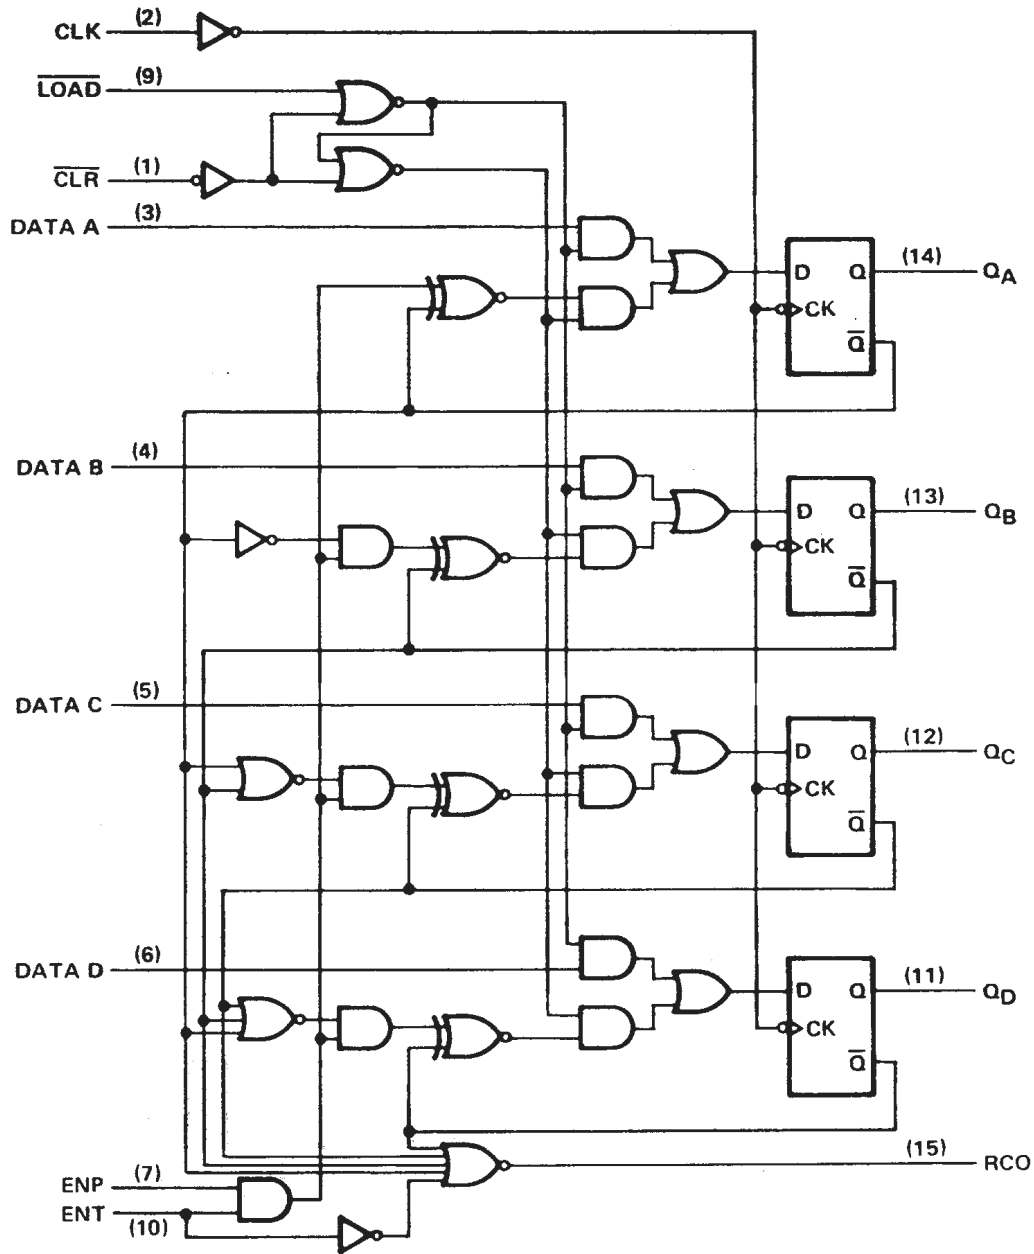 CLK (2)
LOAD (9)
CLR (1)
DATA A (3)
D Q (14) QA
CK
Q
DATA B (4)
D Q (13) QB
CK
Q
DATA C (5)
D Q (12) QC
CK
Q
DATA D (6)
D Q (11) QD
CK
Q
ENP (7) (15) RCO
ENT (10)